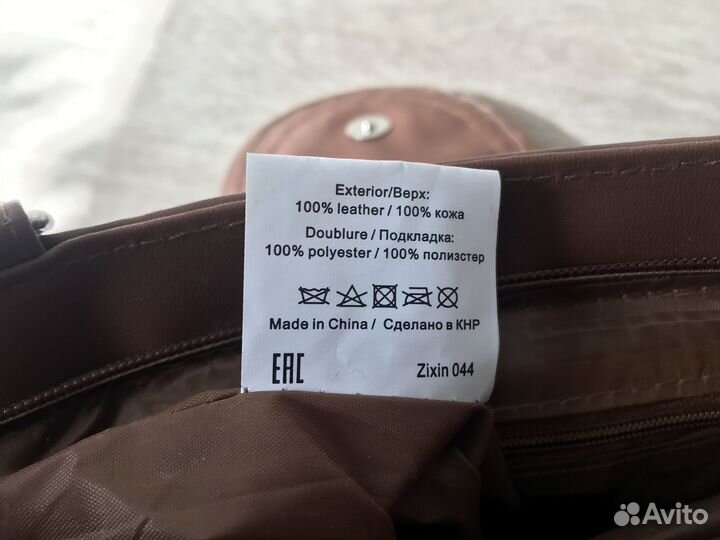 Exterior/Верх:
100% leather / 100% кожа
Doublure / Подкладка:
100% polyester / 100% полизстер
Made in China / Сделано в КНР
EAC Zixin 044
Avito